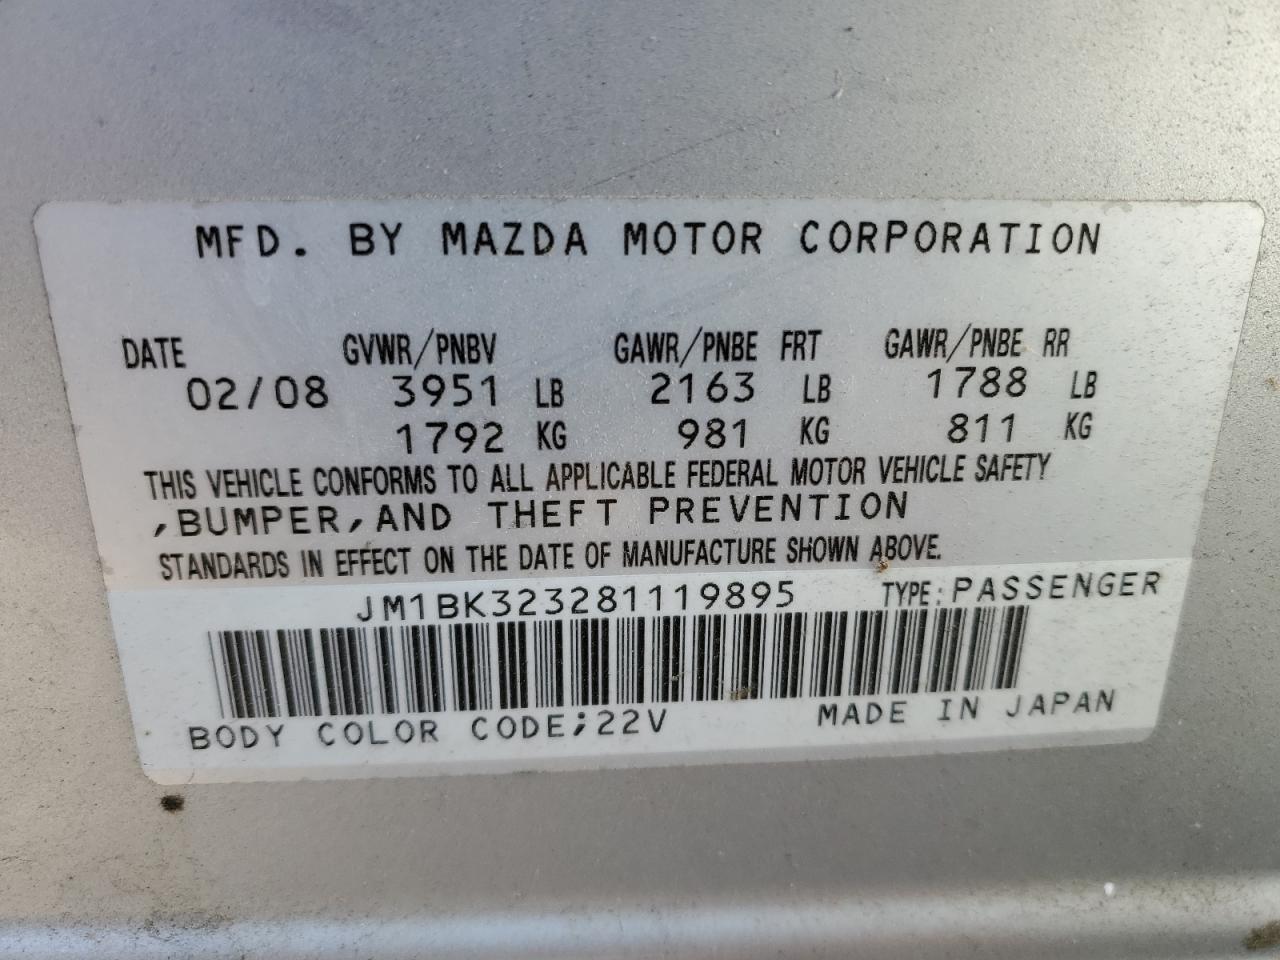 MFD. BY MAZDA MOTOR CORPORATION
DATE GVWR/PNBV GAWR/PNBE FRT GAWR/PNBE RR
02/08 3951 LB 2163 LB 1788 LB
1792 KG 981 KG 811 KG
THIS VEHICLE CONFORMS TO ALL APPLICABLE FEDERAL MOTOR VEHICLE SAFETY
,BUMPER,AND THEFT PREVENTION
STANDARDS IN EFFECT ON THE DATE OF MANUFACTURE SHOWN ABOVE.
JM1BK323281119895 TYPE:PASSENGER
BODY COLOR CODE;22V MADE IN JAPAN